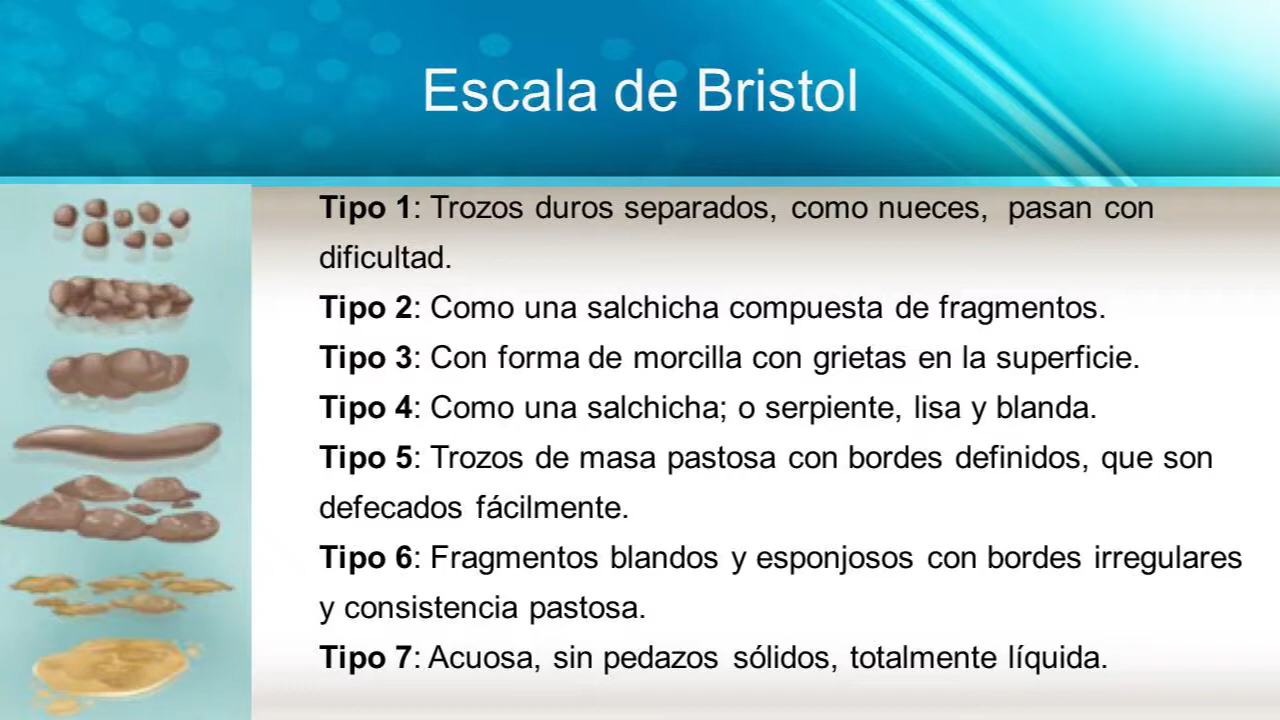 Escala de Bristol
Tipo 1: Trozos duros separados, como nueces, pasan con
dificultad.
Tipo 2: Como una salchicha compuesta de fragmentos.
Tipo 3: Con forma de morcilla con grietas en la superficie.
Tipo 4: Como una salchicha; o serpiente, lisa y blanda.
Tipo 5: Trozos de masa pastosa con bordes definidos, que son
defecados fácilmente.
Tipo 6: Fragmentos blandos y esponjosos con bordes irregulares
y consistencia pastosa.
Tipo 7: Acuosa, sin pedazos sólidos, totalmente líquida.